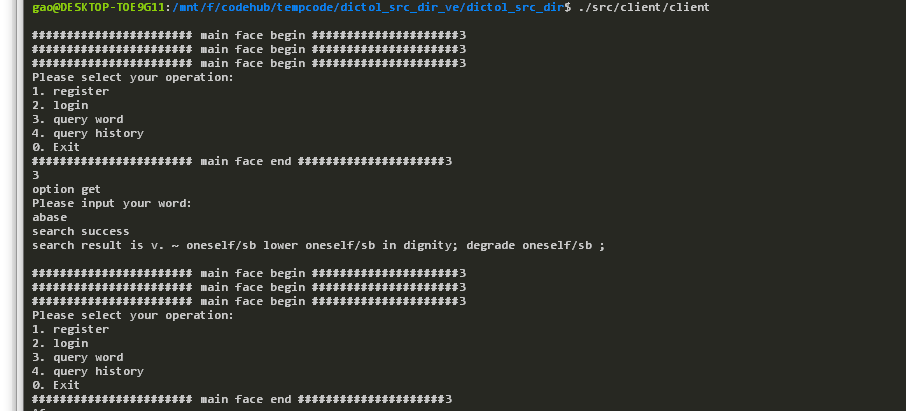 gao@DESKTOP-TOE9G11:/mnt/f/codehub/tempcode/dictol_src_dir_ve/dictol_src_dir$ ./src/client/client
####################### main face begin #####################3
####################### main face begin #####################3
####################### main face begin #####################3
Please select your operation:
1. register
2. login
3. query word
4. query history
0. Exit
####################### main face end #####################3
3
option get
Please input your word:
abase
search success
search result is v. ~ oneself/sb lower oneself/sb in dignity; degrade oneself/sb ;
####################### main face begin #####################3
####################### main face begin #####################3
####################### main face begin #####################3
Please select your operation:
1. register
2. login
3. query word
4. query history
0. Exit
####################### main face end #####################3